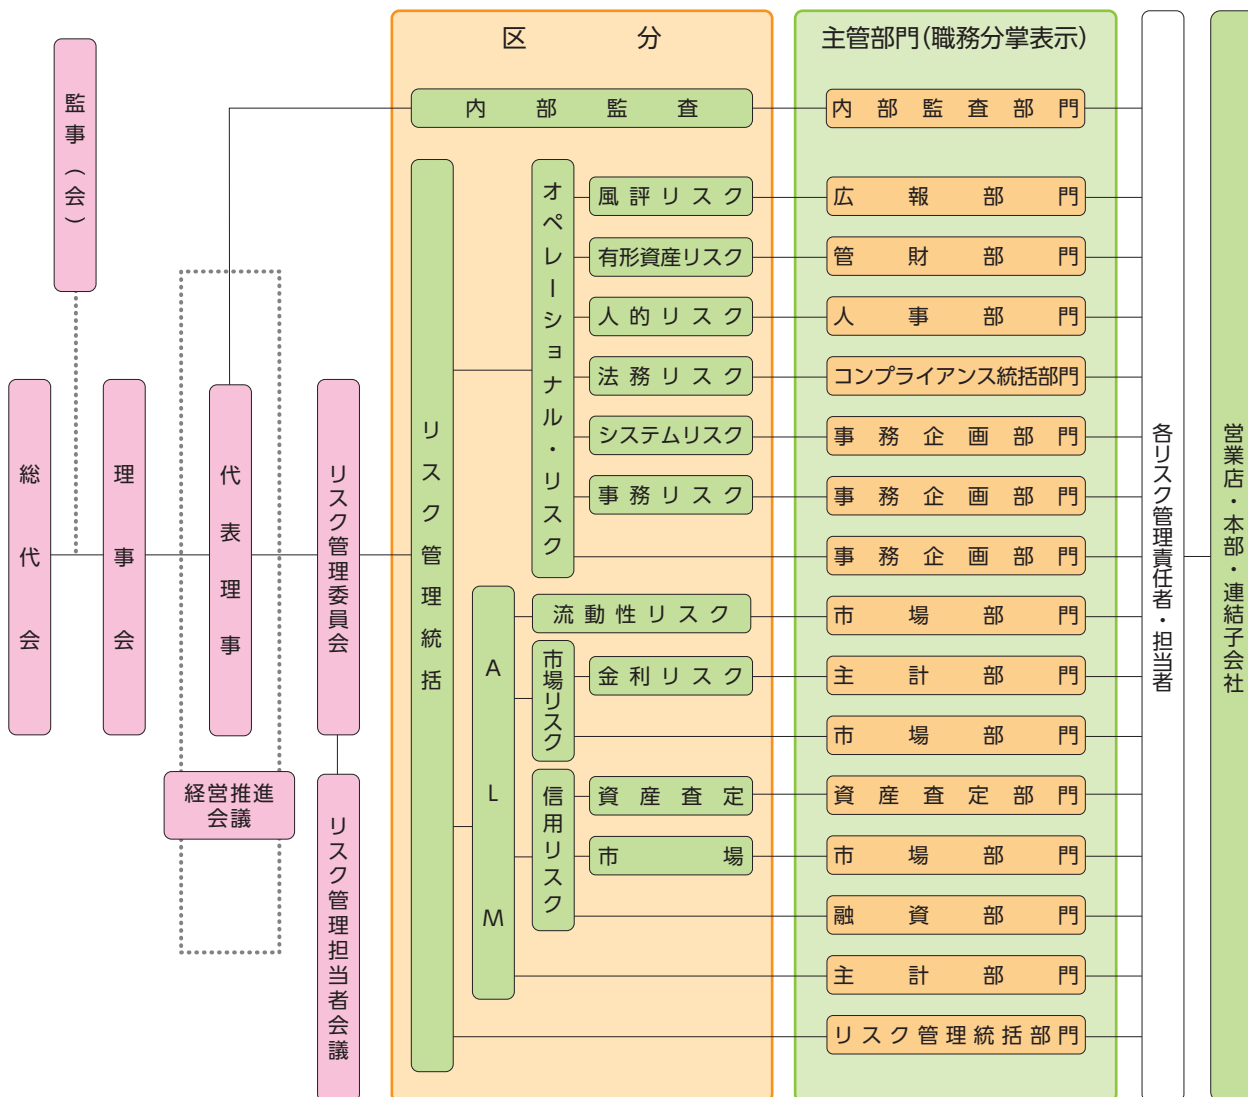 監事（会）
総代会
理事会
代表理事
経営推進
会議
リスク管理委員会
リスク管理担当者会議
区分
内部監査
リスク管理統括
オペレーショナル・リスク
風評リスク
有形資産リスク
人的リスク
法務リスク
システムリスク
事務リスク
ALM
流動性リスク
市場リスク
金利リスク
信用リスク
資産査定
市場
主管部門（職務分掌表示）
内部監査部門
広報部門
管財部門
人事部門
コンプライアンス統括部門
事務企画部門
事務企画部門
事務企画部門
市場部門
主計部門
市場部門
資産査定部門
市場部門
融資部門
主計部門
リスク管理統括部門
各リスク管理責任者・担当者
営業店・本部・連結子会社